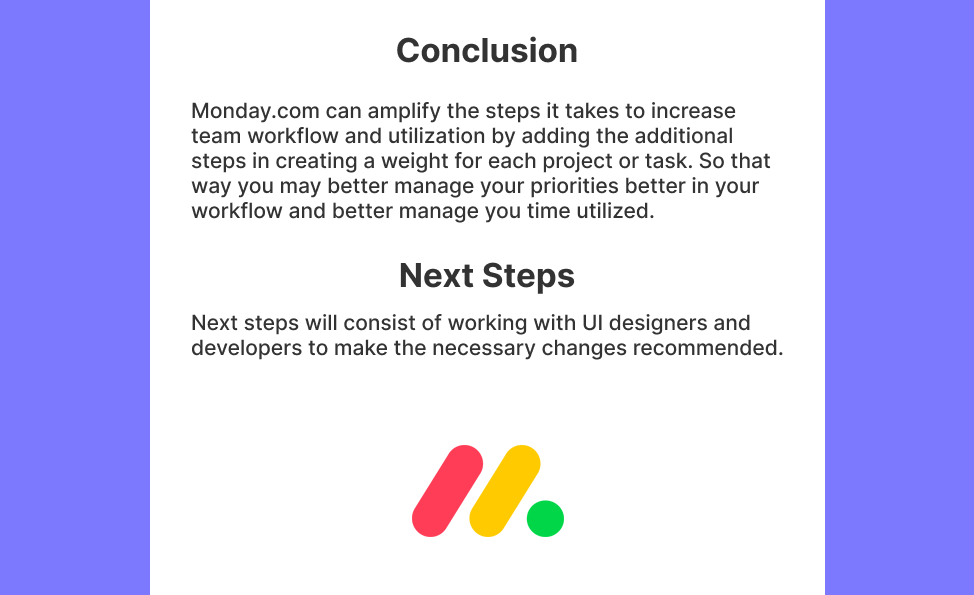 Conclusion
Monday.com can amplify the steps it takes to increase
team workflow and utilization by adding the additional
steps in creating a weight for each project or task. So that
way you may better manage your priorities better in your
workflow and better manage you time utilized.
Next Steps
Next steps will consist of working with UI designers and
developers to make the necessary changes recommended.